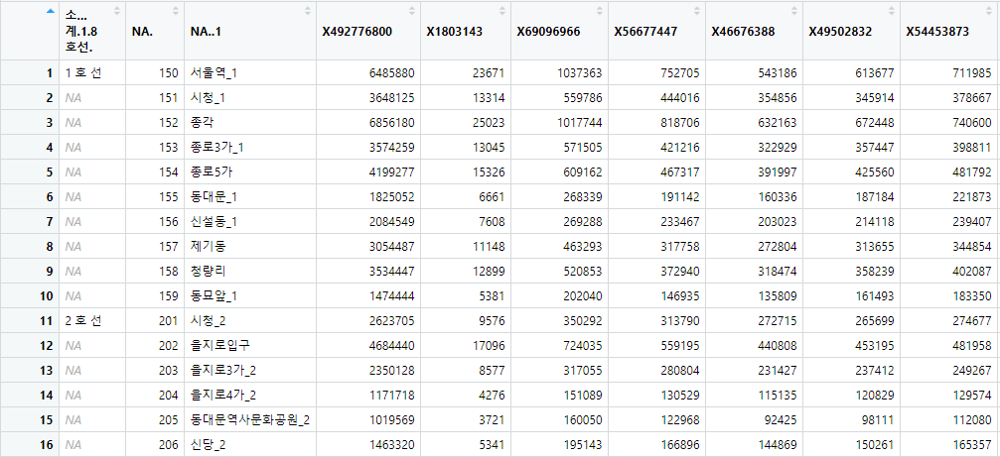 소...
계.1.8
호선. NA. NA..1 X492776800 X1803143 X69096966 X56677447 X46676388 X49502832 X54453873
1 1 호 선 150 서울역_1 6485880 23671 1037363 752705 543186 613677 711985
2 NA 151 시청_1 3648125 13314 559786 444016 354856 345914 378667
3 NA 152 종각 6856180 25023 1017744 818706 632163 672448 740600
4 NA 153 종로3가_1 3574259 13045 571505 421216 322929 357447 398811
5 NA 154 종로5가 4199277 15326 609162 467317 391997 425560 481792
6 NA 155 동대문_1 1825052 6661 268339 191142 160336 187184 221873
7 NA 156 신설동_1 2084549 7608 269288 233467 203023 214118 239407
8 NA 157 제기동 3054487 11148 463293 317758 272804 313655 344854
9 NA 158 청량리 3534447 12899 520853 372940 318474 358239 402087
10 NA 159 동묘앞_1 1474444 5381 202040 146935 135809 161493 183350
11 2 호 선 201 시청_2 2623705 9576 350292 313790 272715 265699 274677
12 NA 202 을지로입구 4684440 17096 724035 559195 440808 453195 481958
13 NA 203 을지로3가_2 2350128 8577 317055 280804 231427 237412 249267
14 NA 204 을지로4가_2 1171718 4276 151089 130529 115135 120829 129574
15 NA 205 동대문역사문화공원_2 1019569 3721 160050 122968 92425 98111 112080
16 NA 206 신당_2 1463320 5341 195143 166896 144869 150261 165357